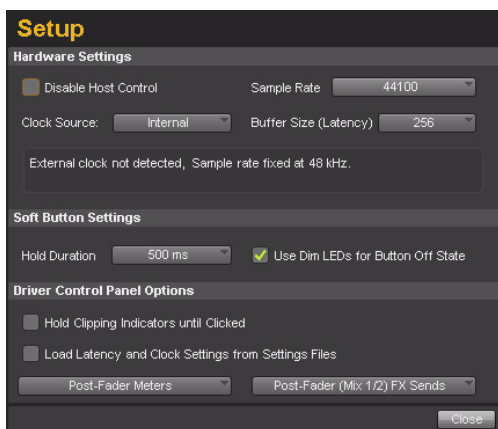 Setup
Hardware Settings
Disable Host Control Sample Rate 44100
Clock Source: Internal Buffer Size (Latency) 256
External clock not detected, Sample rate fixed at 48 kHz.
Soft Button Settings
Hold Duration 500 ms Use Dim LEDs for Button Off State
Driver Control Panel Options
Hold Clipping Indicators until Clicked
Load Latency and Clock Settings from Settings Files
Post-Fader Meters Post-Fader (Mix 1/2) FX Sends
Close